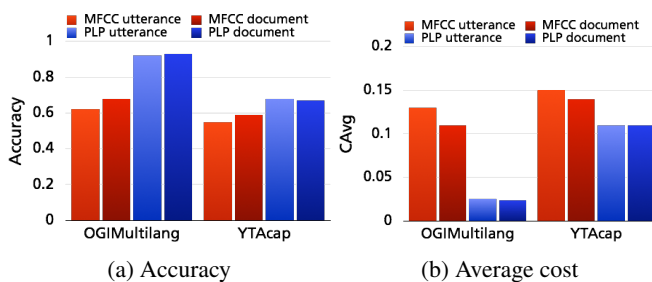 MFCC utterance MFCC document
PLP utterance PLP document
1
0.8
0.6
0.4
0.2
0
Accuracy
OGIMultilang YTAcap
(a) Accuracy
MFCC utterance MFCC document
PLP utterance PLP document
0.2
0.15
0.1
0.05
0
CAvg
OGIMultilang YTAcap
(b) Average cost